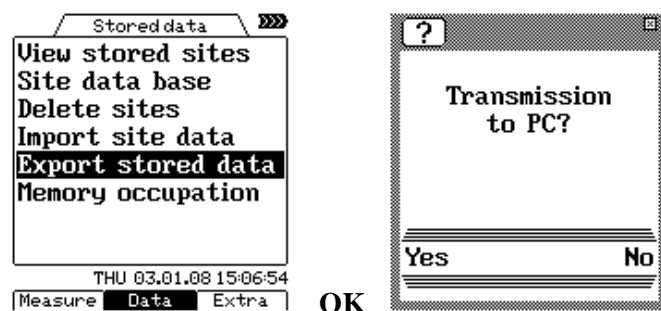 Stored data
View stored sites
Site data base
Delete sites
Import site data
Export stored data
Memory occupation
THU 03.01.08 15:06:54
Measure Data Extra
OK
?
Transmission
to PC?
Yes No